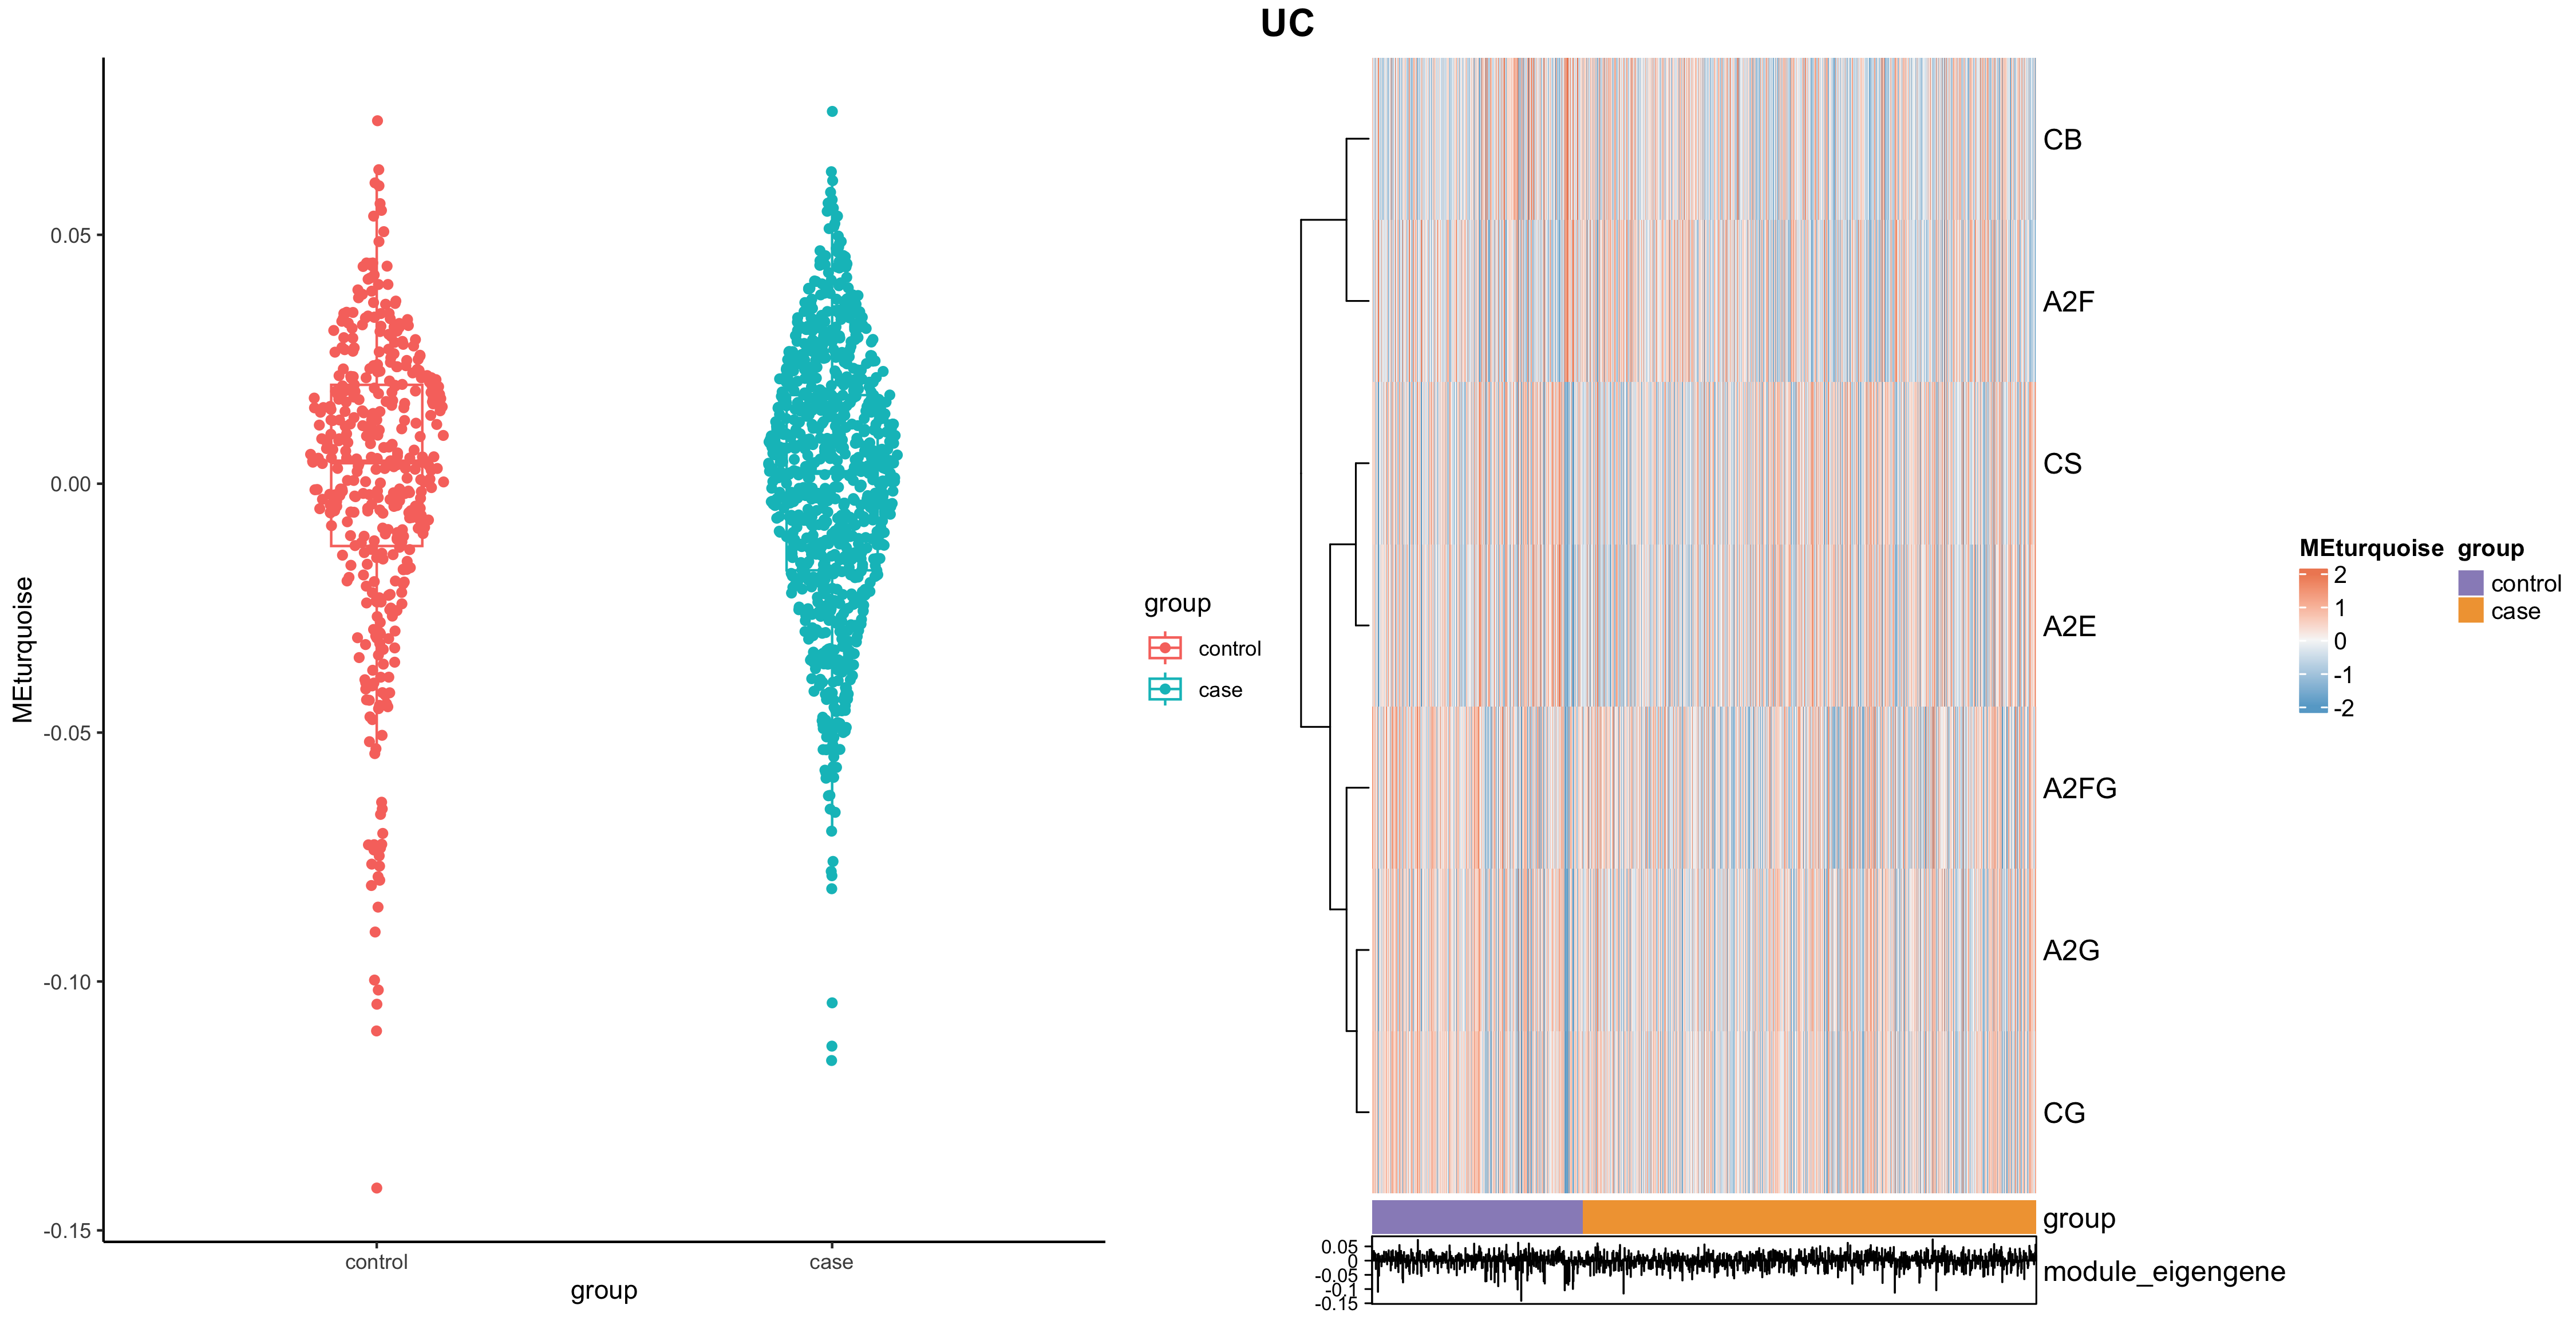 UC
MEturquoise
0.05
0.00
-0.05
-0.10
-0.15
control
case
group
group
control
case
CB
A2F
CS
A2E
A2FG
A2G
CG
group
module_eigengene
0.05
0
-0.05
-0.1
-0.15
MEturquoise
2
1
0
-1
-2
group
control
case